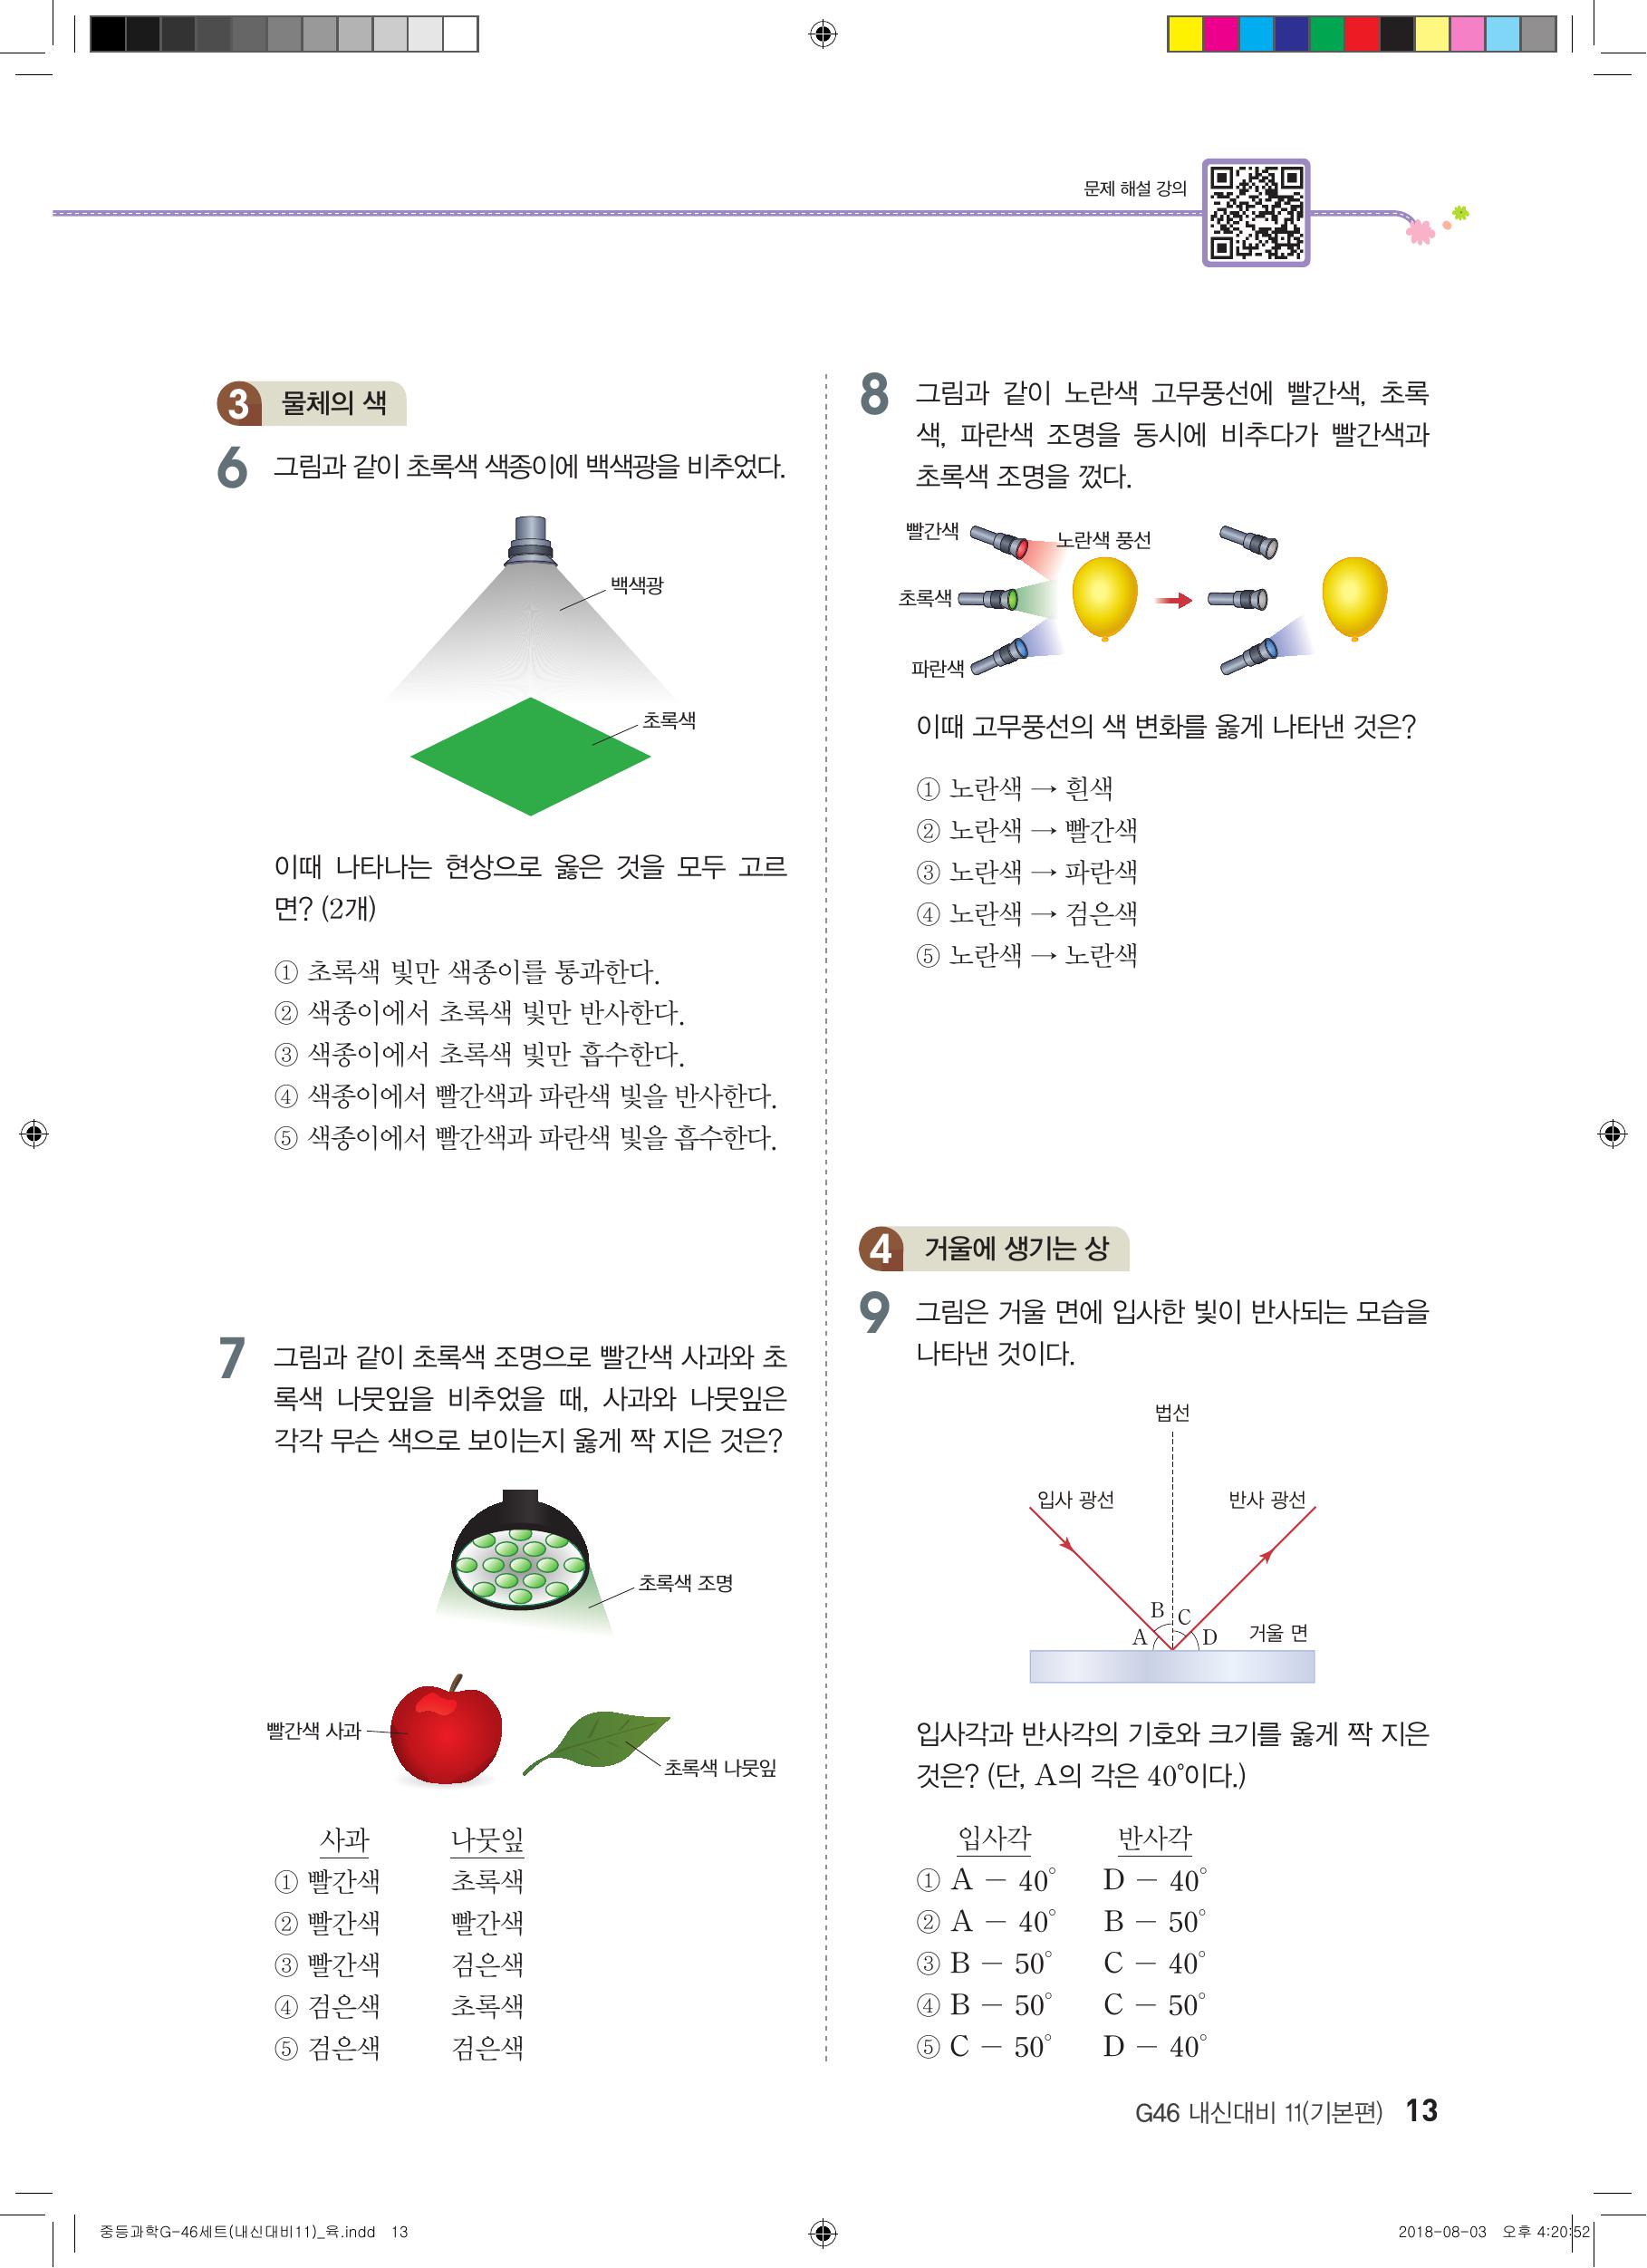 문제 해설 강의
3 물체의 색
6 그림과 같이 초록색 색종이에 백색광을 비추었다.
백색광
초록색
이때 나타나는 현상으로 옳은 것을 모두 고르
면? (2개)
① 초록색 빛만 색종이를 통과한다.
② 색종이에서 초록색 빛만 반사한다.
③ 색종이에서 초록색 빛만 흡수한다.
④ 색종이에서 빨간색과 파란색 빛을 반사한다.
⑤ 색종이에서 빨간색과 파란색 빛을 흡수한다.
7 그림과 같이 초록색 조명으로 빨간색 사과와 초
록색 나뭇잎을 비추었을 때, 사과와 나뭇잎은
각각 무슨 색으로 보이는지 옳게 짝 지은 것은?
초록색 조명
빨간색 사과
초록색 나뭇잎
사과 나뭇잎
① 빨간색 초록색
② 빨간색 빨간색
③ 빨간색 검은색
④ 검은색 초록색
⑤ 검은색 검은색
8 그림과 같이 노란색 고무풍선에 빨간색, 초록
색, 파란색 조명을 동시에 비추다가 빨간색과
초록색 조명을 껐다.
빨간색
노란색 풍선
초록색
파란색
이때 고무풍선의 색 변화를 옳게 나타낸 것은?
① 노란색 → 흰색
② 노란색 → 빨간색
③ 노란색 → 파란색
④ 노란색 → 검은색
⑤ 노란색 → 노란색
4 거울에 생기는 상
9 그림은 거울 면에 입사한 빛이 반사되는 모습을
나타낸 것이다.
법선
입사 광선 반사 광선
B C
A D 거울 면
입사각과 반사각의 기호와 크기를 옳게 짝 지은
것은? (단, A의 각은 40°이다.)
입사각 반사각
① A - 40° D - 40°
② A - 40° B - 50°
③ B - 50° C - 40°
④ B - 50° C - 50°
⑤ C - 50° D - 40°
G46 내신대비 11(기본편) 13
중등과학G-46세트(내신대비11)_육.indd 13
2018-08-03 오후 4:20:52